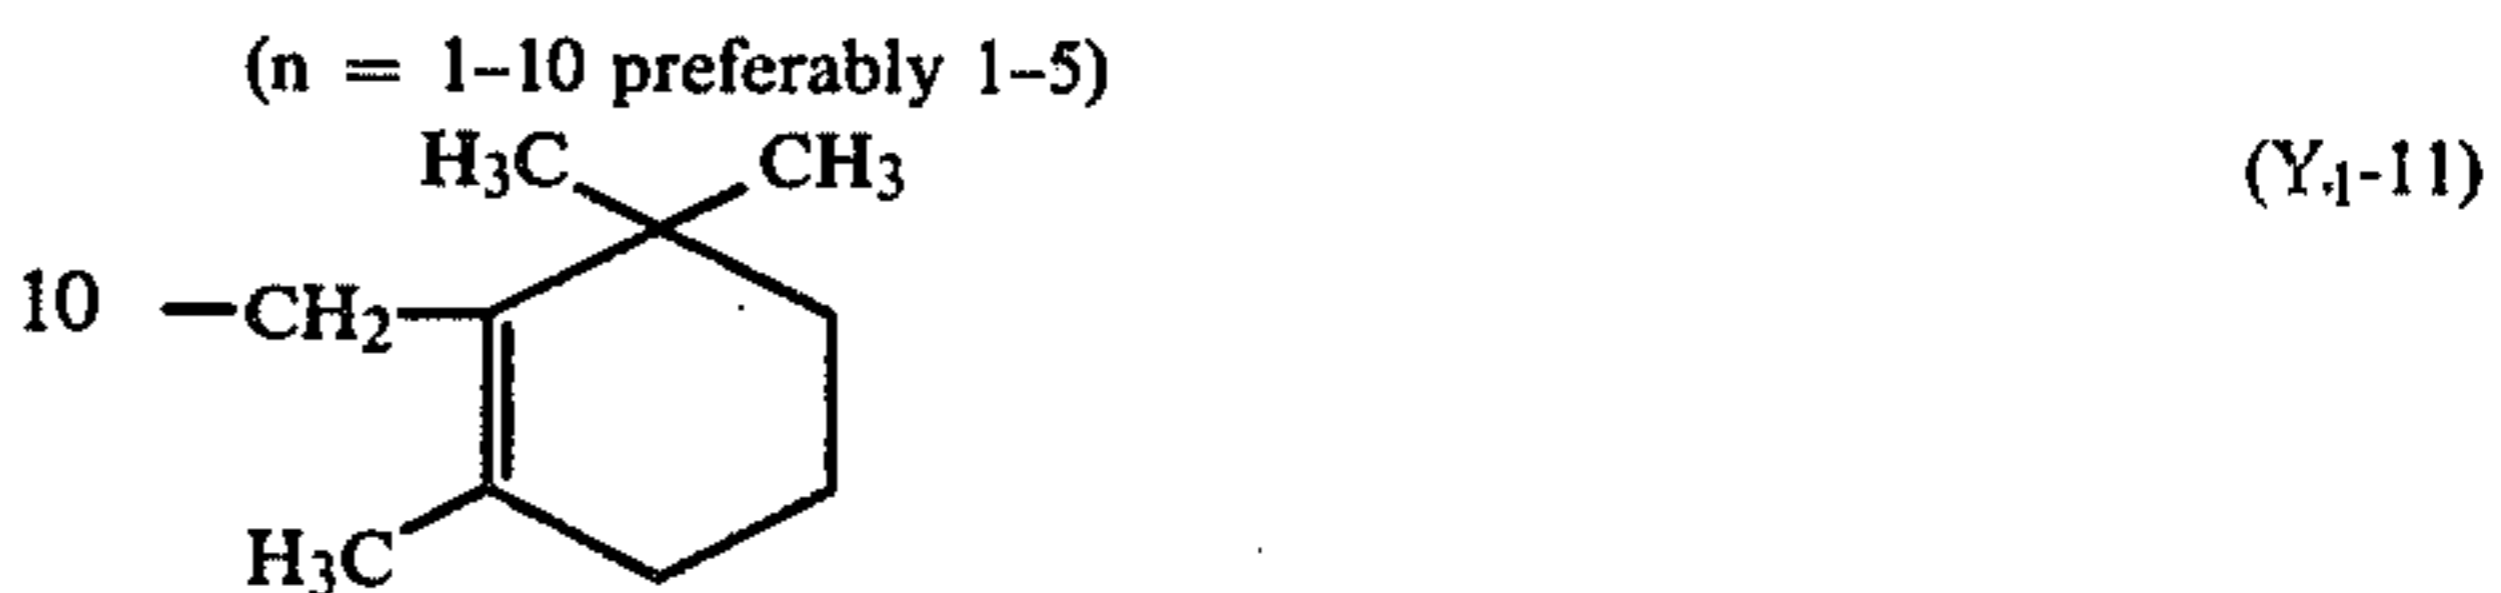 (n = 1-10 preferably 1-5)
H₃C CH₃ (Y₁-11)
10 —CH₂
H₃C